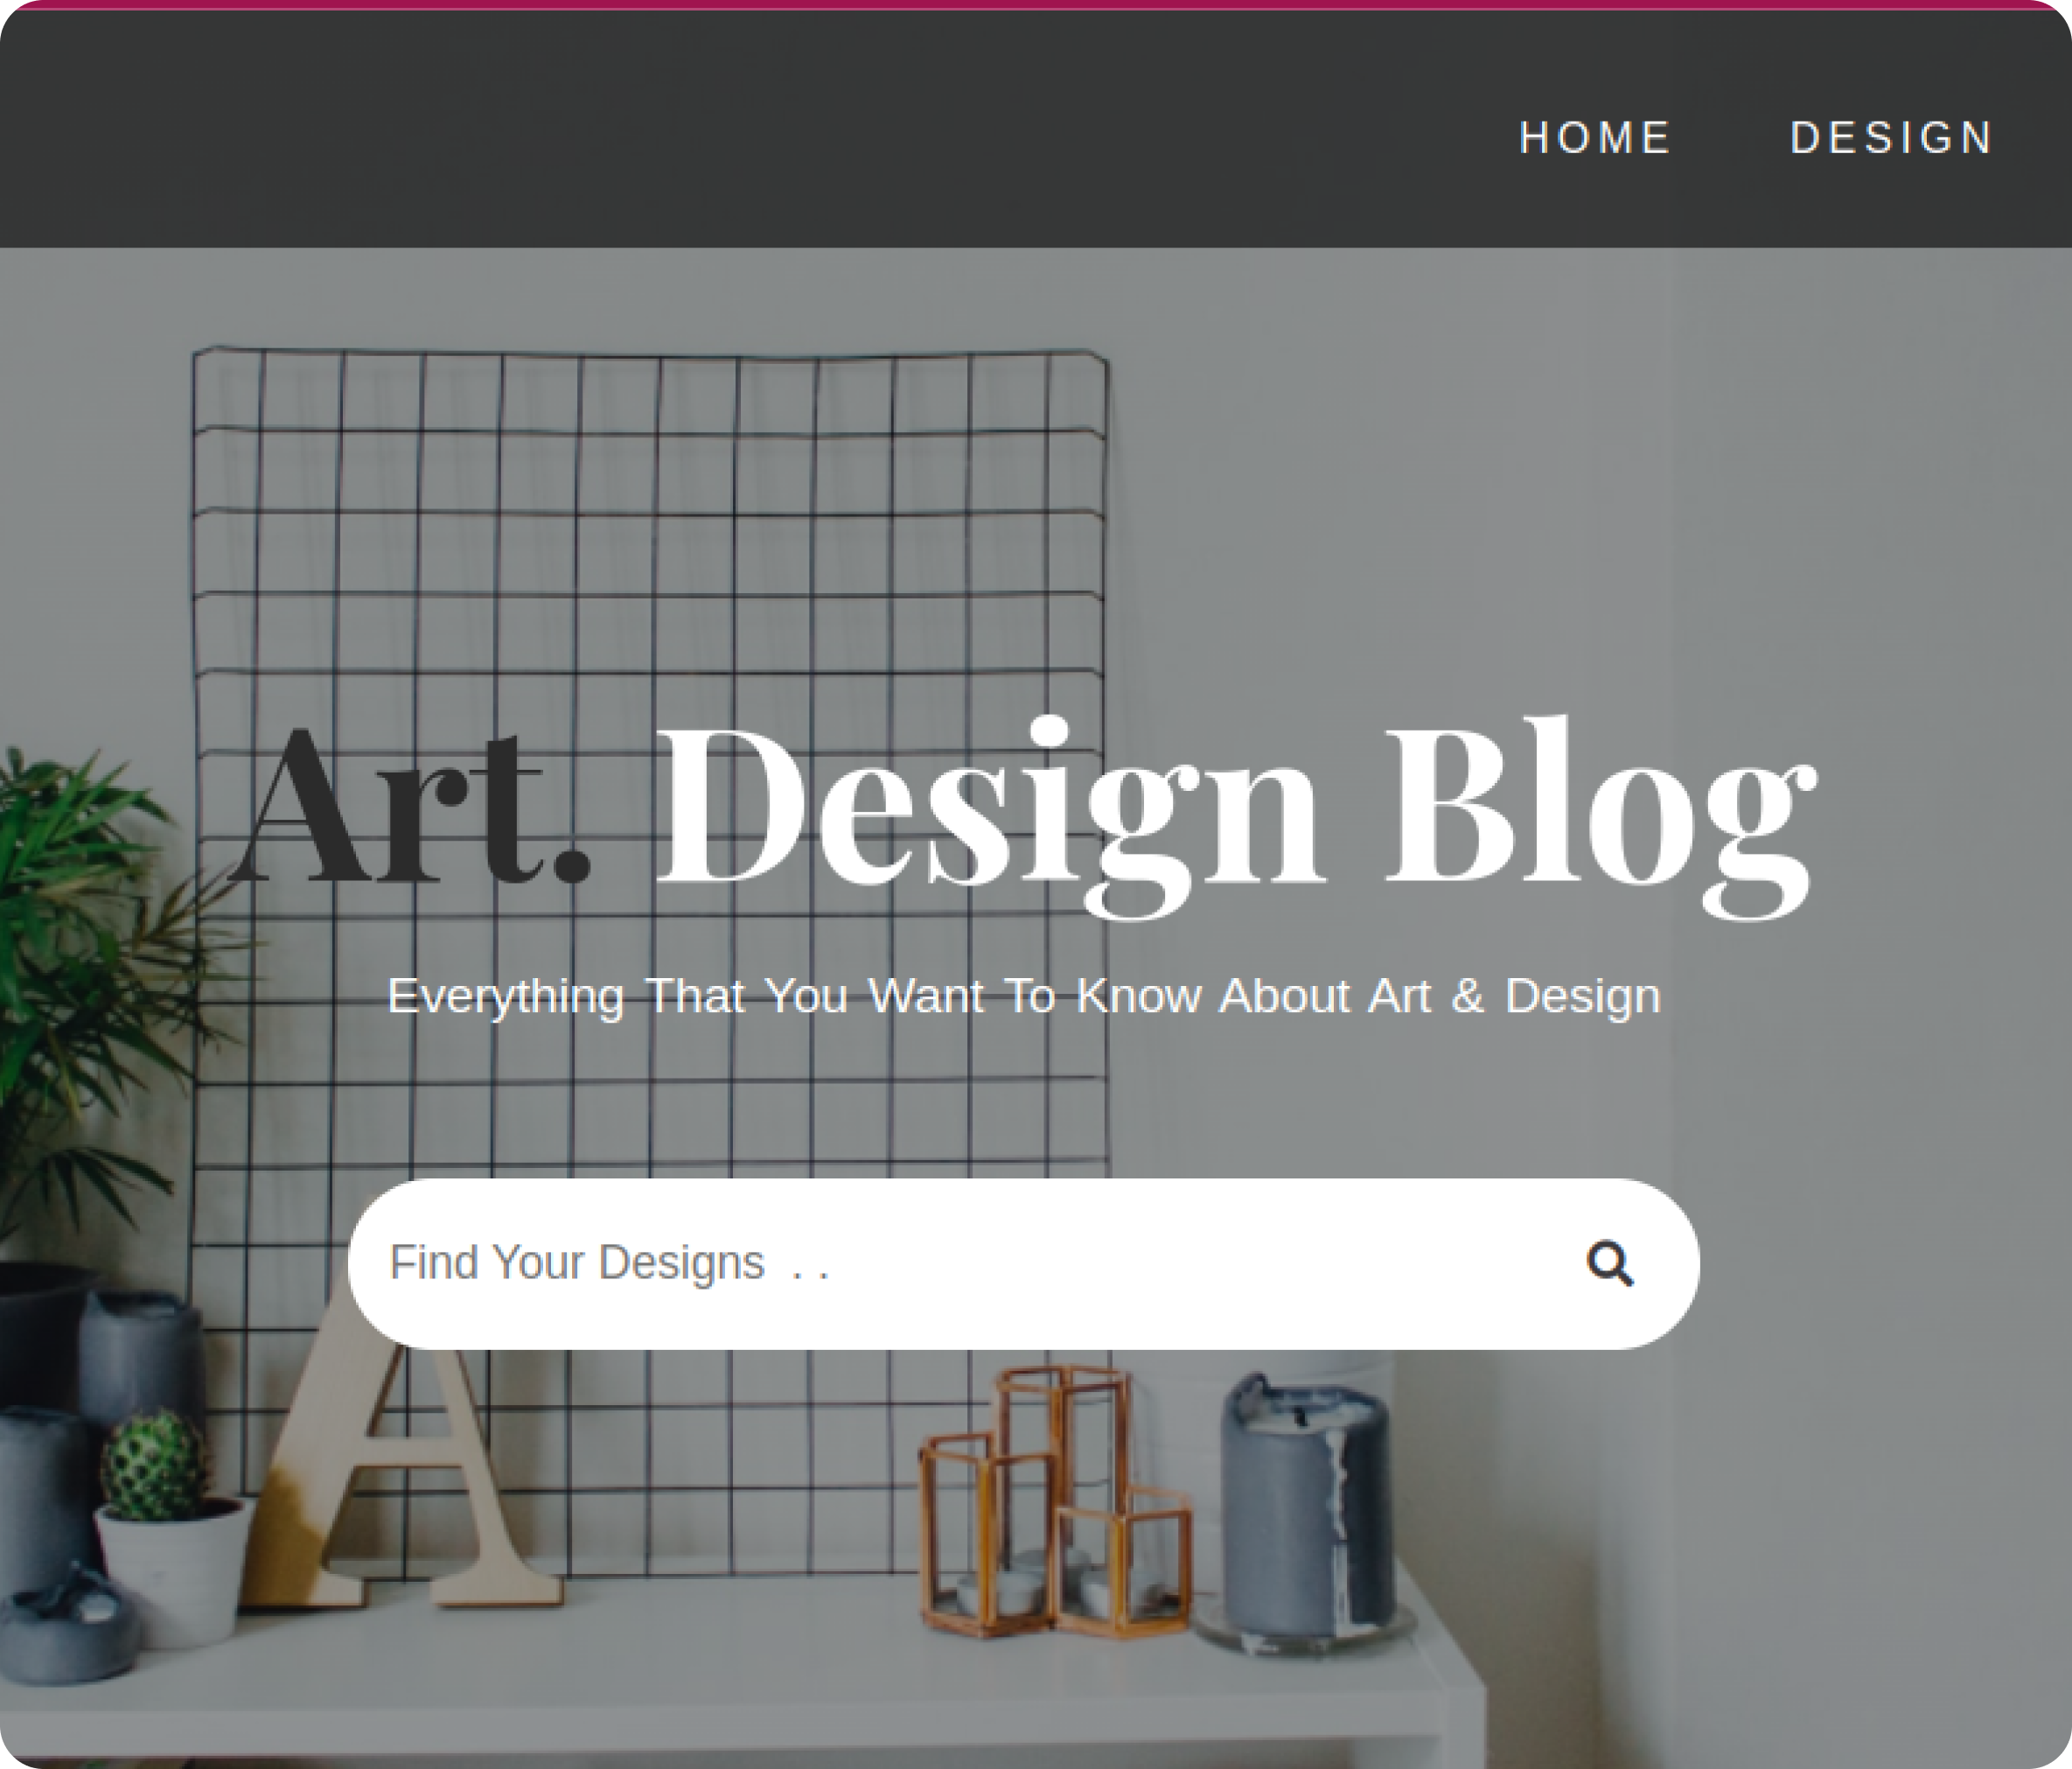 HOME DESIGN
Art. Design Blog
Everything That You Want To Know About Art & Design
Find Your Designs . .
A